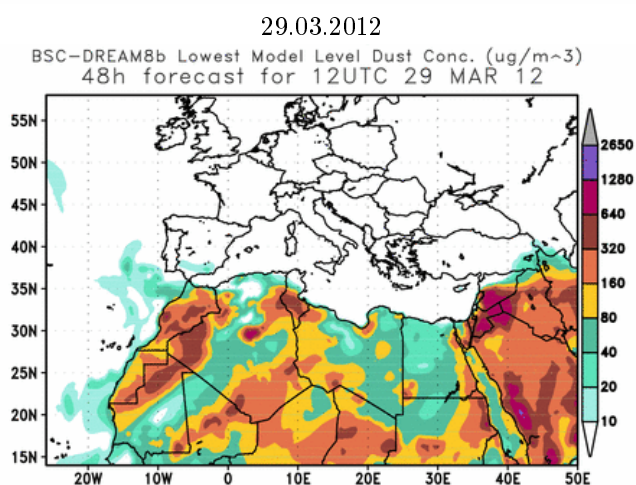 29.03.2012
BSC-DREAM8b Lowest Model Level Dust Conc. (ug/m^3)
48h forecast for 12UTC 29 MAR 12
55N
50N
45N
40N
35N
30N
25N
20N
15N
20W 10W 0 10E 20E 30E 40E 50E
2650
1280
640
320
160
80
40
20
10